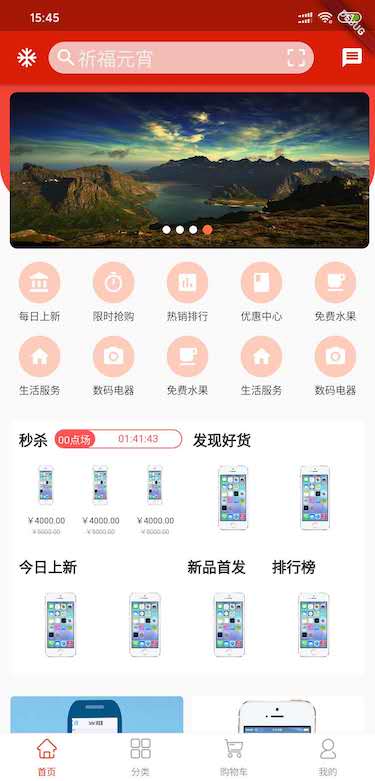 15:45
DEBUG
祈福元宵
每日上新 限时抢购 热销排行 优惠中心 免费水果
生活服务 数码电器 免费水果 生活服务 数码电器
秒杀 00点场 01:41:43 发现好货
￥4000.00 ￥4000.00 ￥4000.00
￥5000.00 ￥5000.00 ￥5000.00
今日上新 新品首发 排行榜
首页 分类 购物车 我的